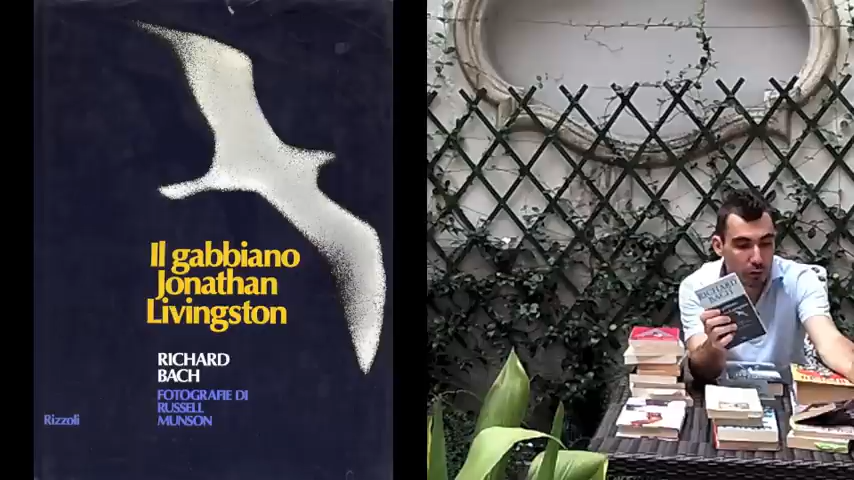 Il gabbiano
Jonathan
Livingston
RICHARD
BACH
FOTOGRAFIE DI
RUSSELL
MUNSON
Rizzoli
RICHARD
BACH